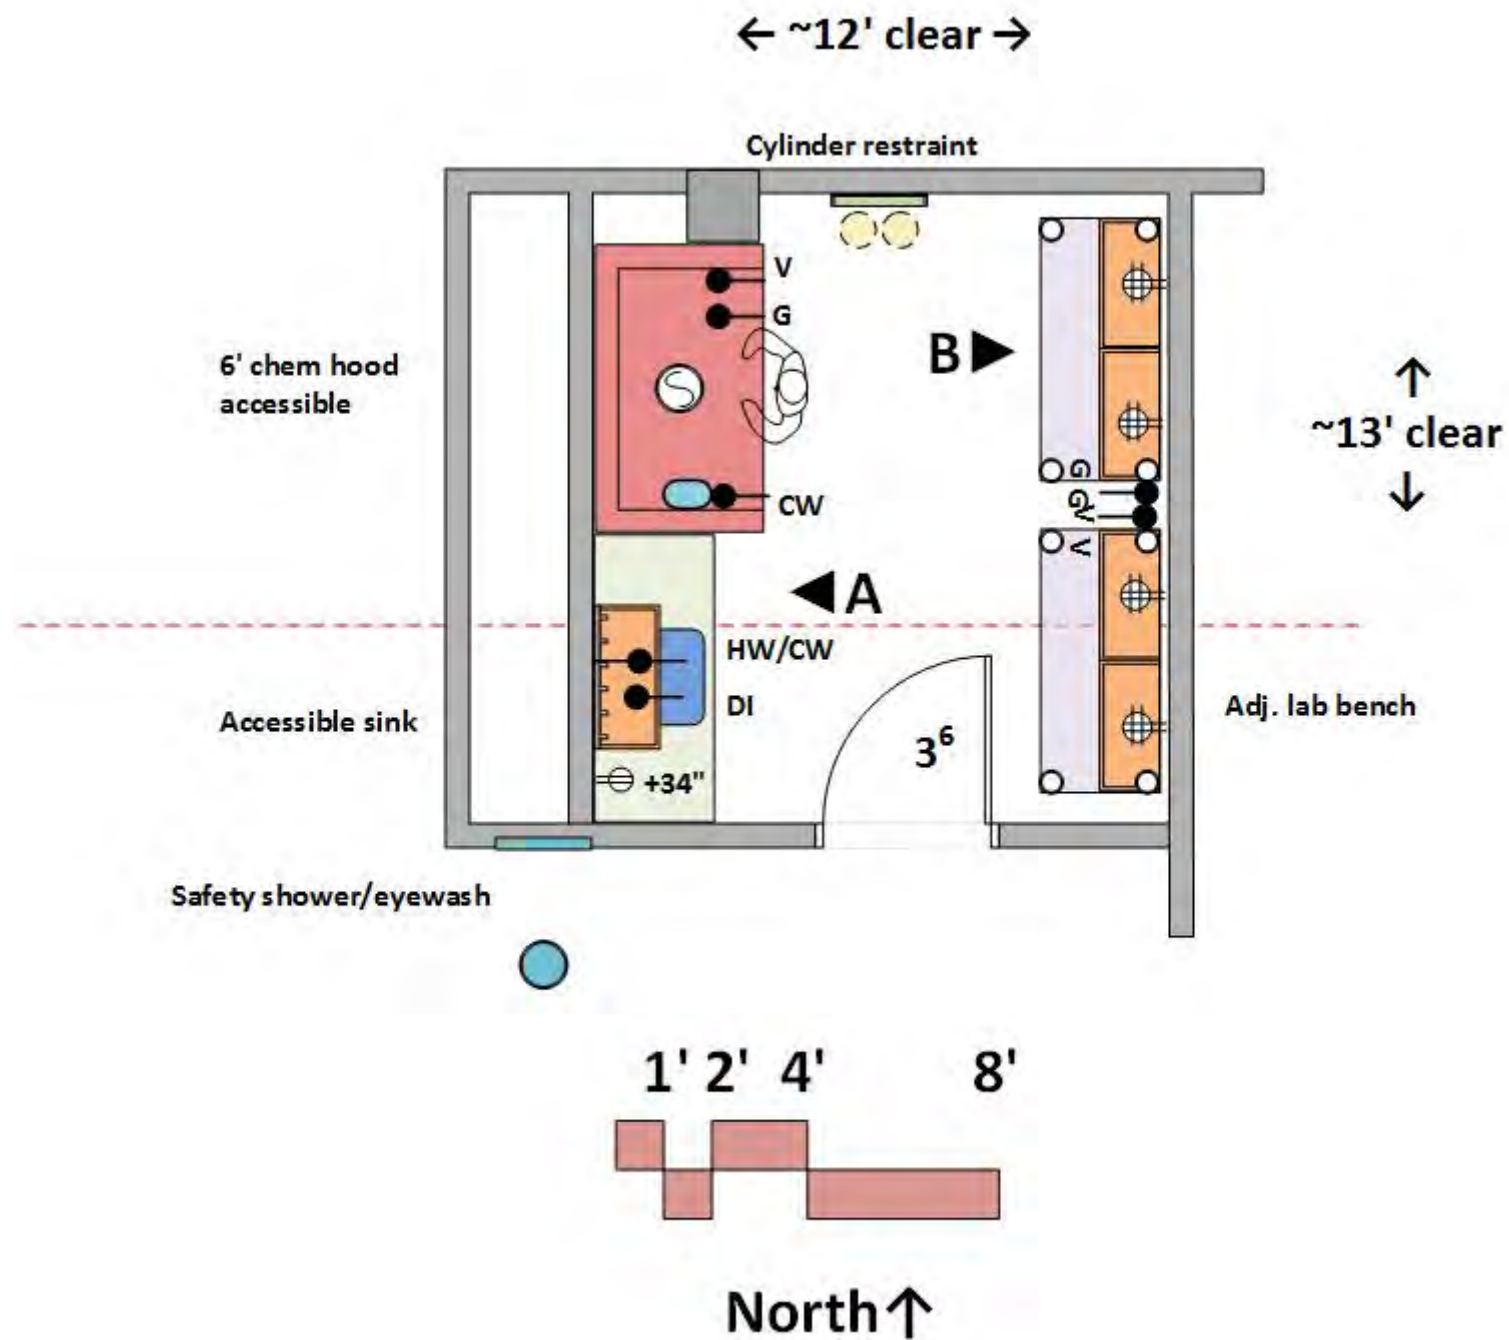 ← ~12' clear →
Cylinder restraint
V
G
6' chem hood
accessible
B
↑
~13' clear
↓
G
G
V
V
CW
A
HW/CW
DI
Accessible sink
3⁶
Adj. lab bench
+34"
Safety shower/eyewash
1' 2' 4' 8'
North↑